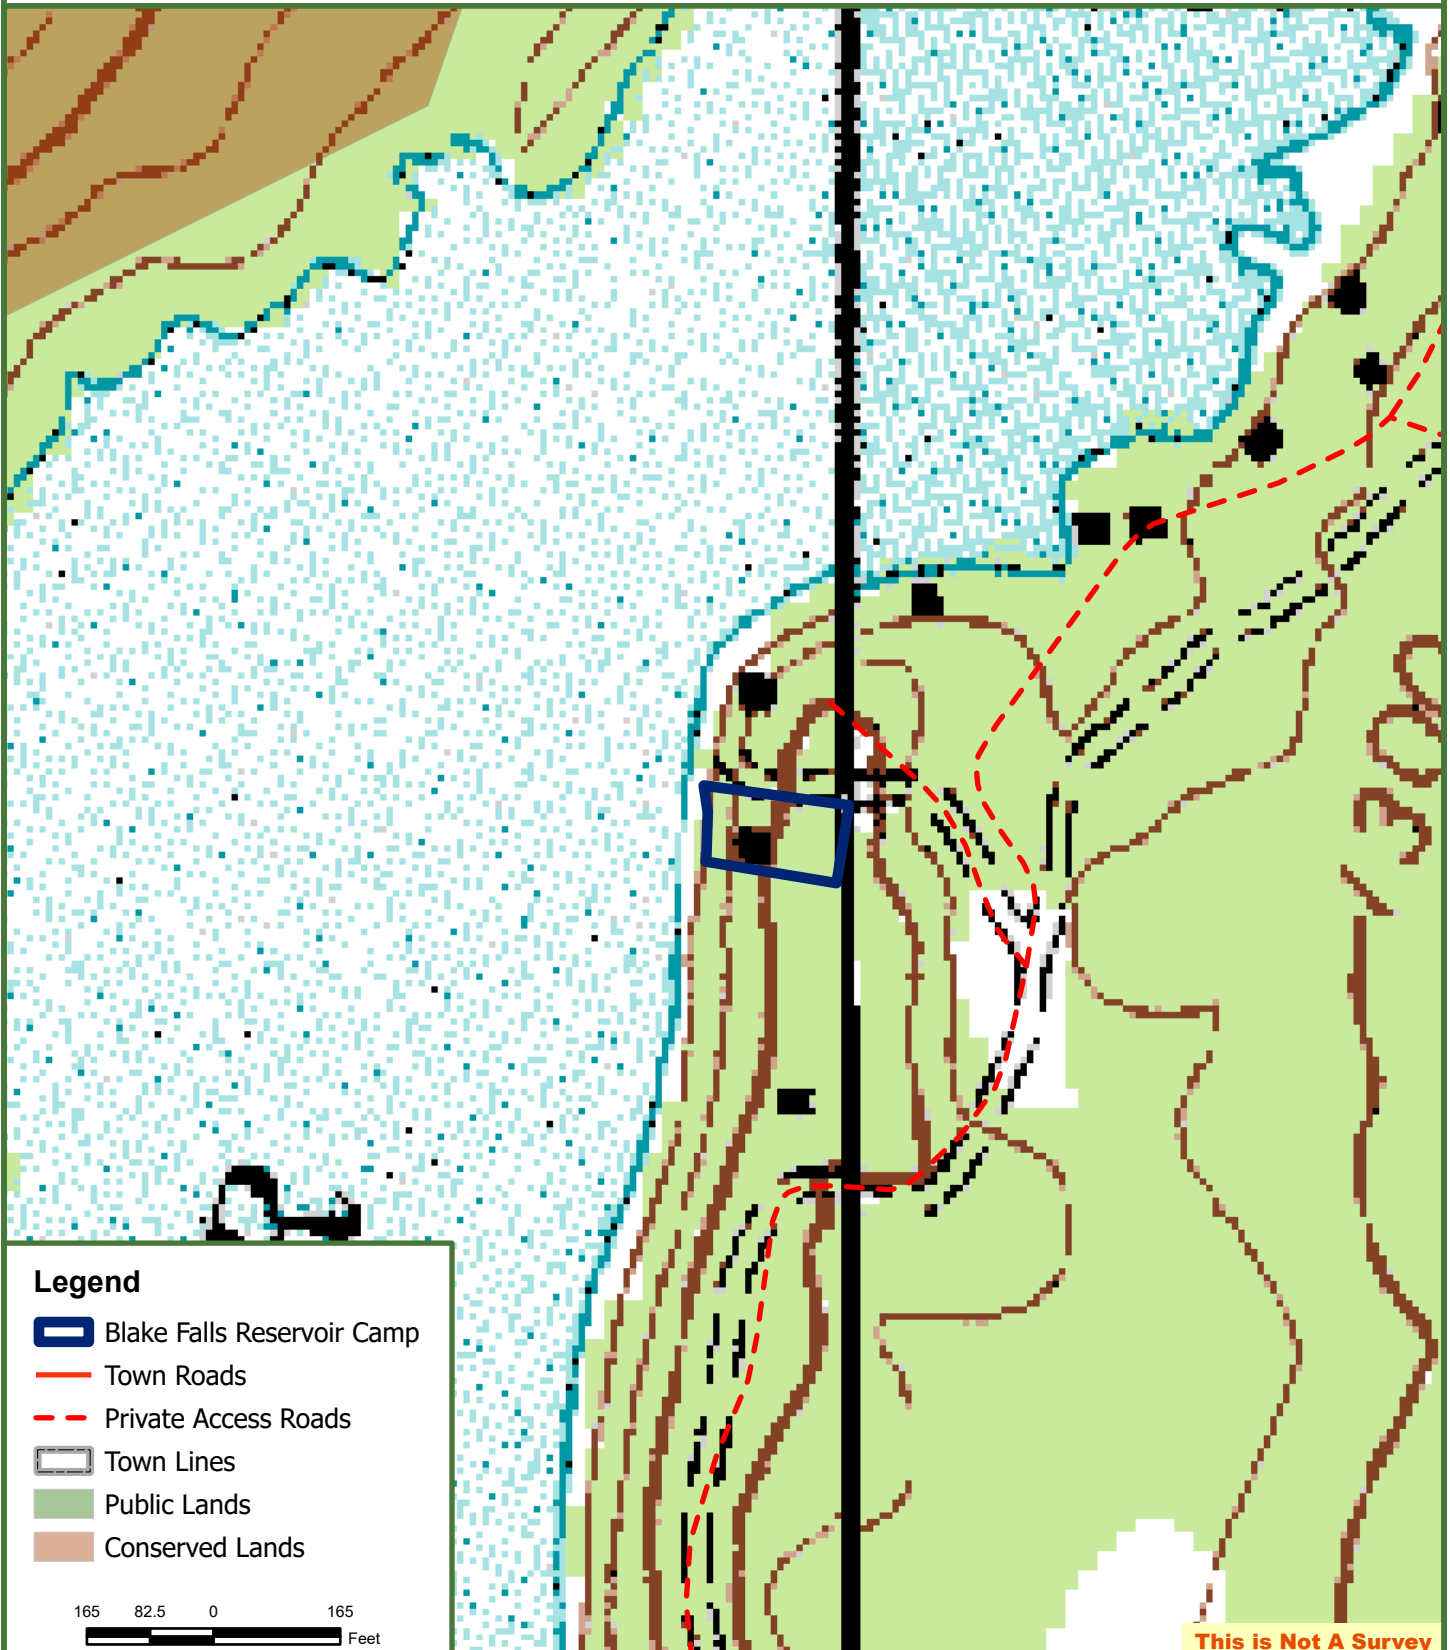 1300
Legend
Blake Falls Reservoir Camp
Town Roads
Private Access Roads
Town Lines
Public Lands
Conserved Lands
165 82.5 0 165
Feet
This is Not A Survey